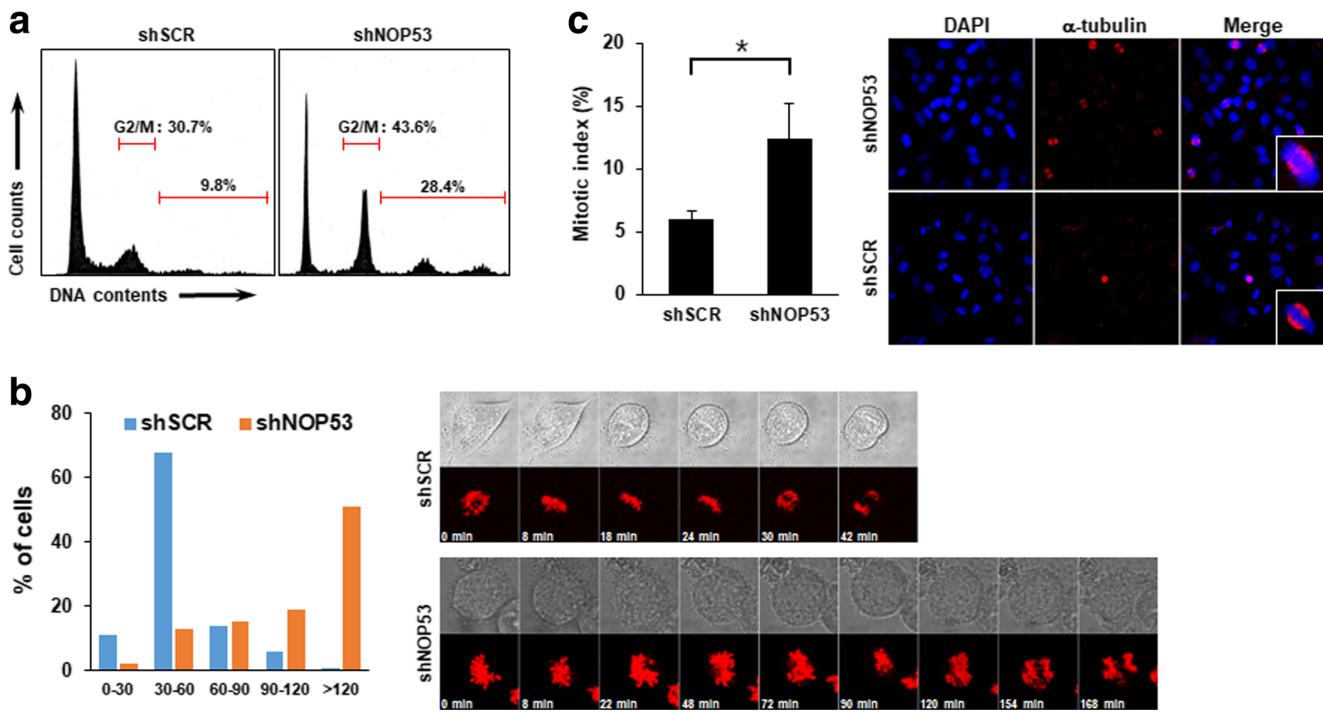 a
shSCR
shNOP53
G2/M: 30.7%
9.8%
G2/M: 43.6%
28.4%
Cell counts
DNA contents
c
*
Mitotic index (%)
20
15
10
5
0
shSCR
shNOP53
DAPI
α-tubulin
Merge
shNOP53
shSCR
b
% of cells
80
60
40
20
0
shSCR
shNOP53
0-30
30-60
60-90
90-120
>120
shSCR
0 min
8 min
18 min
24 min
30 min
42 min
shNOP53
0 min
8 min
22 min
48 min
72 min
90 min
120 min
154 min
168 min